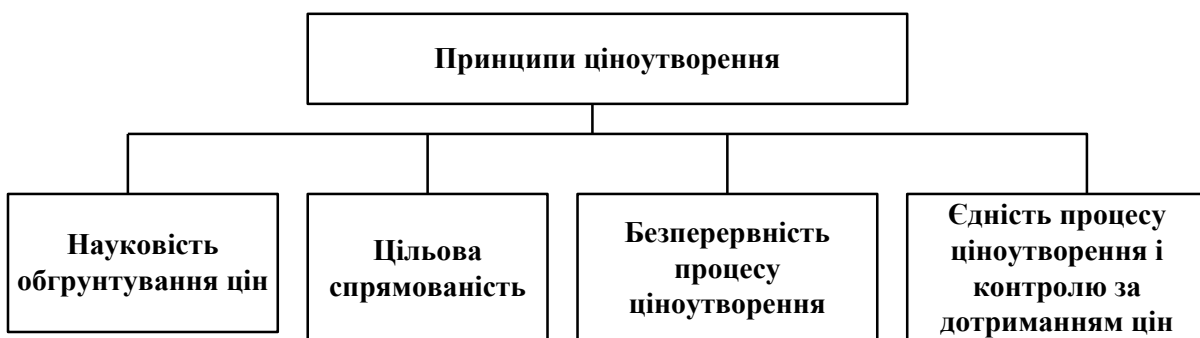 Принципи ціноутворення
Науковість
обгрунтування цін
Цільова
спрямованість
Безперервність
процесу
ціноутворення
Єдність процесу
ціноутворення і
контролю за
дотриманням цін